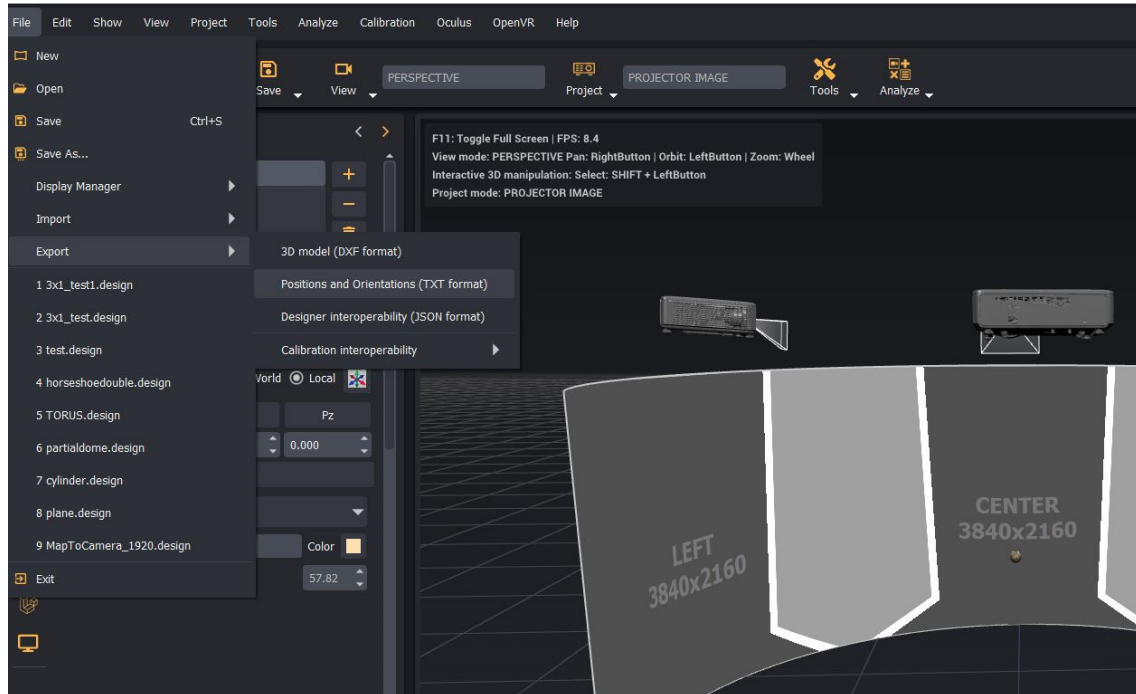 File Edit Show View Project Tools Analyze Calibration Oculus OpenVR Help
New
Open
Save Ctrl+S
Save As...
Display Manager
Import
Export
1 3x1_test1.design
2 3x1_test.design
3 test.design
4 horseshoedouble.design
5 TORUS.design
6 partialdome.design
7 cylinder.design
8 plane.design
9 MapToCamera_1920.design
Exit
3D model (DXF format)
Positions and Orientations (TXT format)
Designer interoperability (JSON format)
Calibration interoperability
Save View PERSPECTIVE Project PROJECTOR IMAGE Tools Analyze
World Local
Pz
0.000
Color
57.82
F11: Toggle Full Screen | FPS: 8.4
View mode: PERSPECTIVE Pan: RightButton | Orbit: LeftButton | Zoom: Wheel
Interactive 3D manipulation: Select: SHIFT + LeftButton
Project mode: PROJECTOR IMAGE
LEFT
3840x2160
CENTER
3840x2160